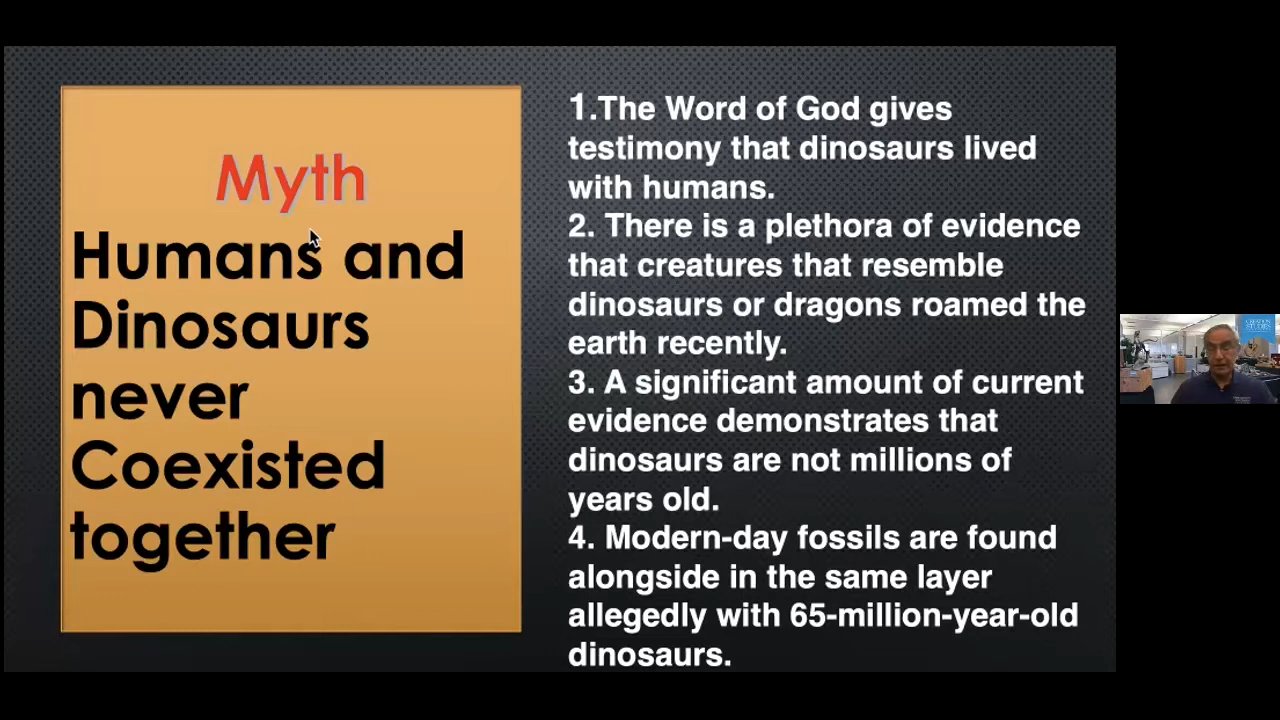 Myth
Humans and
Dinosaurs
never
Coexisted
together
1.The Word of God gives
testimony that dinosaurs lived
with humans.
2. There is a plethora of evidence
that creatures that resemble
dinosaurs or dragons roamed the
earth recently.
3. A significant amount of current
evidence demonstrates that
dinosaurs are not millions of
years old.
4. Modern-day fossils are found
alongside in the same layer
allegedly with 65-million-year-old
dinosaurs.
CREATION
STUDIES